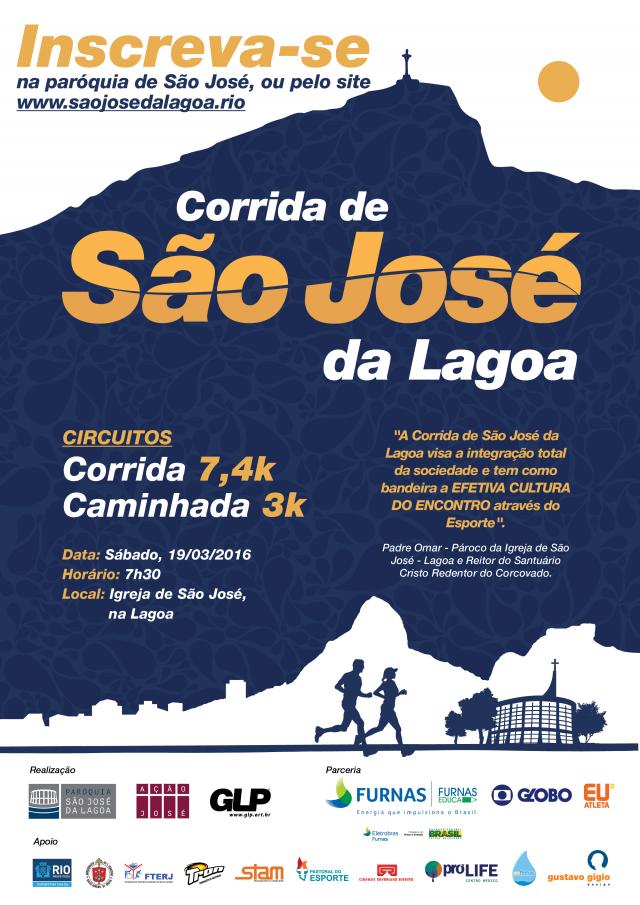 Inscreva-se
na paróquia de São José, ou pelo site
www.saojosedalagoa.rio
Corrida de
São José
da Lagoa
CIRCUITOS
Corrida 7,4k
Caminhada 3k
Data: Sábado, 19/03/2016
Horário: 7h30
Local: Igreja de São José,
na Lagoa
"A Corrida de São José da
Lagoa visa a integração total
da sociedade e tem como
bandeira a EFETIVA CULTURA
DO ENCONTRO através do
Esporte".
Padre Omar - Pároco da Igreja de São
José - Lagoa e Reitor do Santuário
Cristo Redentor do Corcovado.
Realização
PARÓQUIA
SÃO JOSÉ
DA LAGOA
AÇÃO
JOSÉ
GLP
www.glp.art.br
Parceria
FURNAS
Energia que impulsiona o Brasil.
FURNAS
EDUCA
GLOBO
EU
ATLETA
Eletrobras
Furnas
BRASIL
Apoio
RIO
FTERJ
Trun
stam
PASTORAL DO
ESPORTE
prólIFE
CENTRO MÉDICO
gustavo gigio
design